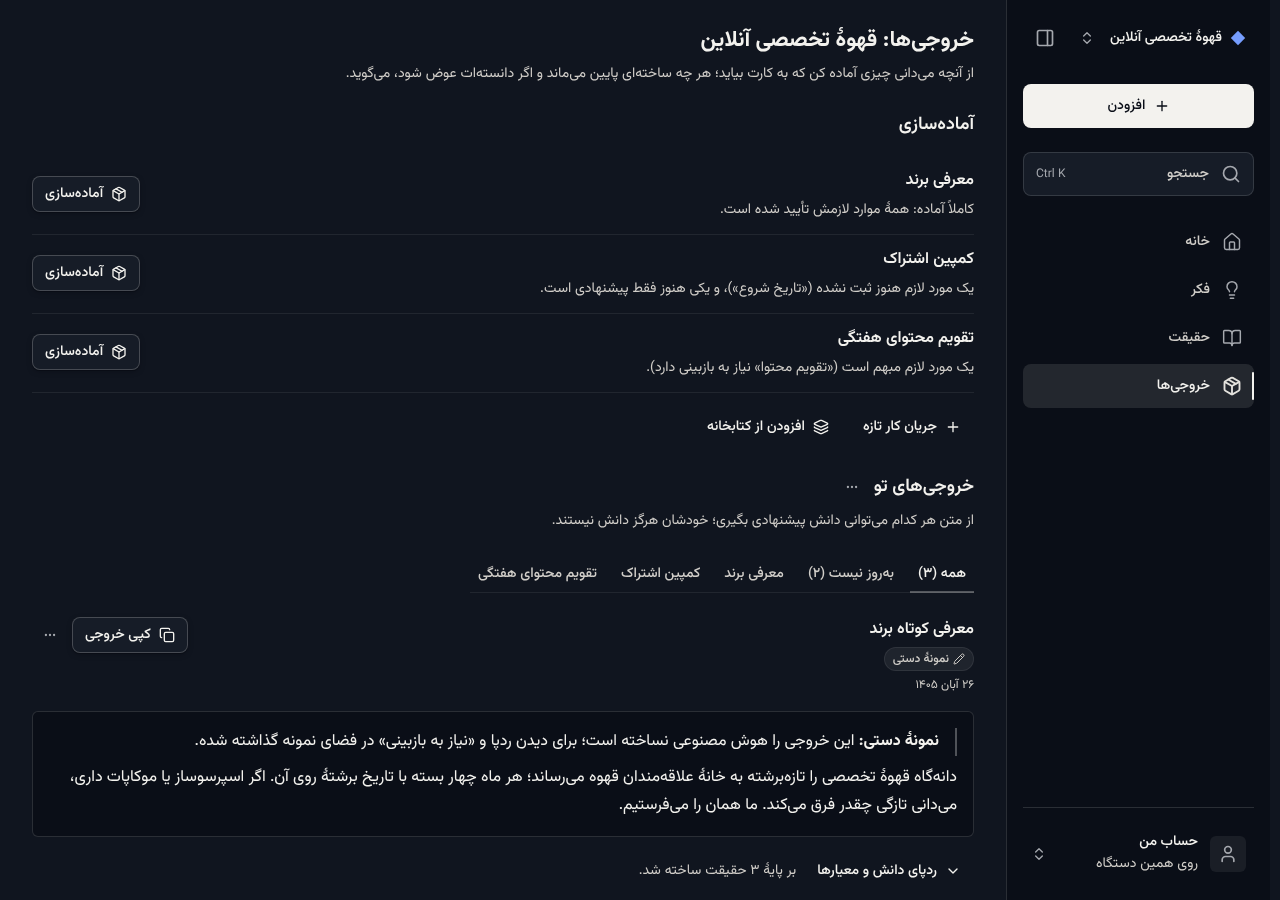 قهوهٔ تخصصی آنلاین
افزودن
جستجو
Ctrl K
خانه
فکر
حقیقت
خروجی‌ها
حساب من
روی همین دستگاه
خروجی‌ها: قهوهٔ تخصصی آنلاین
از آنچه می‌دانی چیزی آماده کن که به کارت بیاید؛ هر چه ساخته‌ای پایین می‌ماند و اگر دانسته‌ات عوض شود، می‌گوید.
آماده‌سازی
معرفی برند
کاملاً آماده: همهٔ موارد لازمش تأیید شده است.
آماده‌سازی
کمپین اشتراک
یک مورد لازم هنوز ثبت نشده («تاریخ شروع»)، و یکی هنوز فقط پیشنهادی است.
آماده‌سازی
تقویم محتوای هفتگی
یک مورد لازم مبهم است («تقویم محتوا» نیاز به بازبینی دارد).
آماده‌سازی
جریان کار تازه
افزودن از کتابخانه
خروجی‌های تو ...
از متن هر کدام می‌توانی دانش پیشنهادی بگیری؛ خودشان هرگز دانش نیستند.
همه (۳)
به‌روز نیست (۲)
معرفی برند
کمپین اشتراک
تقویم محتوای هفتگی
معرفی کوتاه برند
نمونهٔ دستی
۲۶ آبان ۱۴۰۵
کپی خروجی
...
نمونهٔ دستی: این خروجی را هوش مصنوعی نساخته است؛ برای دیدن ردپا و «نیاز به بازبینی» در فضای نمونه گذاشته شده.
دانه‌گاه قهوهٔ تخصصی را تازه‌برشته به خانهٔ علاقه‌مندان قهوه می‌رساند؛ هر ماه چهار بسته با تاریخ برشتهٔ روی آن. اگر اسپرسوساز یا موکاپات داری،
می‌دانی تازگی چقدر فرق می‌کند. ما همان را می‌فرستیم.
ردپای دانش و معیارها
بر پایهٔ ۳ حقیقت ساخته شد.